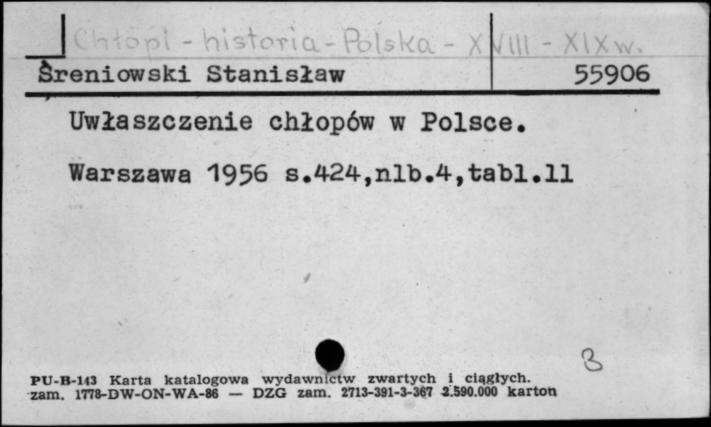 Chłopi - historia - Polska - XVIII - XIX w.
Śreniowski Stanisław 55906
Uwłaszczenie chłopów w Polsce.
Warszawa 1956 s.424,nlb.4,tabl.11
3
PU-B-143 Karta katalogowa wydawnictw zwartych i ciągłych.
zam. 1778-DW-ON-WA-86 — DZG zam. 2713-391-3-367 2.590.000 karton